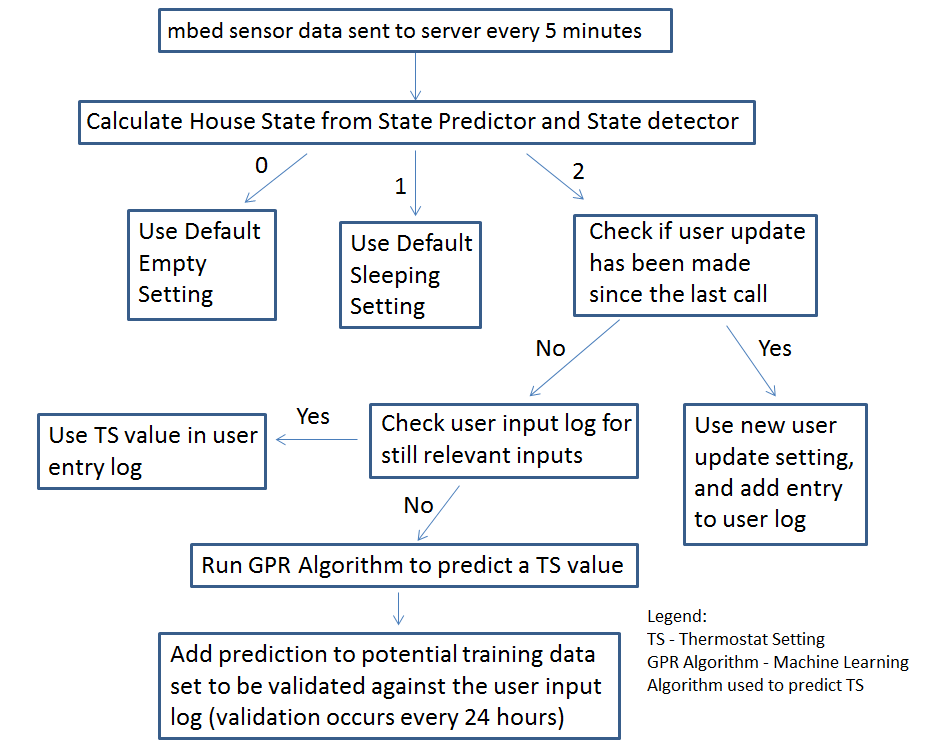 mbed sensor data sent to server every 5 minutes
Calculate House State from State Predictor and State detector
0
1
2
Use Default
Empty
Setting
Use Default
Sleeping
Setting
Check if user update
has been made
since the last call
No
Yes
Use TS value in user
entry log
Yes
Check user input log for
still relevant inputs
Use new user
update setting,
and add entry
to user log
No
Run GPR Algorithm to predict a TS value
Add prediction to potential training data
set to be validated against the user input
log (validation occurs every 24 hours)
Legend:
TS - Thermostat Setting
GPR Algorithm - Machine Learning
Algorithm used to predict TS